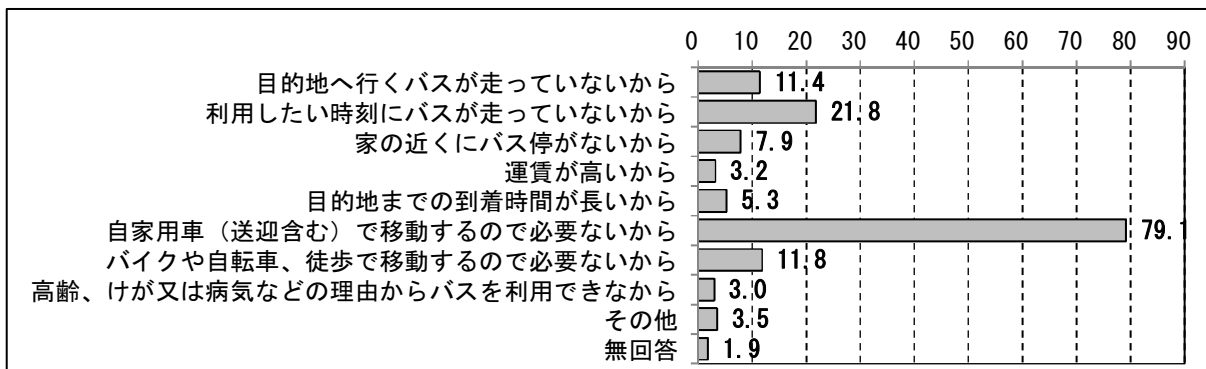 0 10 20 30 40 50 60 70 80 90
目的地へ行くバスが走っていないから 11.4
利用したい時刻にバスが走っていないから 21.8
家の近くにバス停がないから 7.9
運賃が高いから 3.2
目的地までの到着時間が長いから 5.3
自家用車（送迎含む）で移動するので必要ないから 79.1
バイクや自転車、徒歩で移動するので必要ないから 11.8
高齢、けが又は病気などの理由からバスを利用できなから 3.0
その他 3.5
無回答 1.9